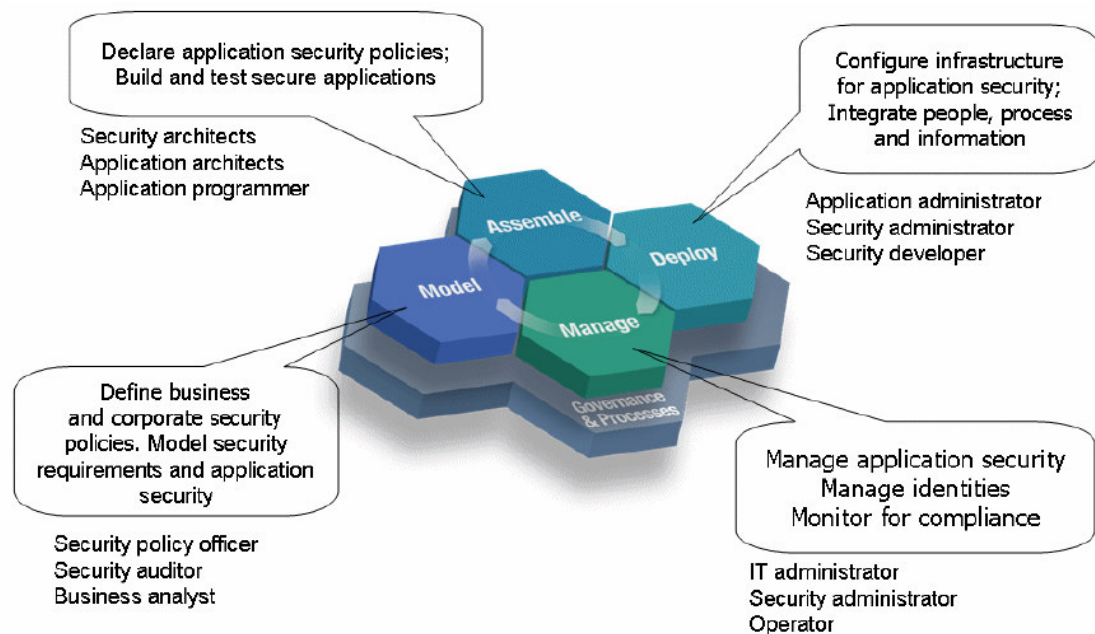 Declare application security policies;
Build and test secure applications
Security architects
Application architects
Application programmer
Configure infrastructure
for application security;
Integrate people, process
and information
Application administrator
Security administrator
Security developer
Assemble
Deploy
Model
Manage
Governance
& Processes
Define business
and corporate security
policies. Model security
requirements and application
security
Security policy officer
Security auditor
Business analyst
Manage application security
Manage identities
Monitor for compliance
IT administrator
Security administrator
Operator